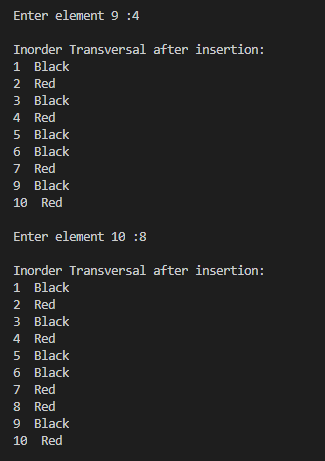 Enter element 9 :4
Inorder Transversal after insertion:
1  Black
2  Red
3  Black
4  Red
5  Black
6  Black
7  Red
9  Black
10  Red
Enter element 10 :8
Inorder Transversal after insertion:
1  Black
2  Red
3  Black
4  Red
5  Black
6  Black
7  Red
8  Red
9  Black
10  Red